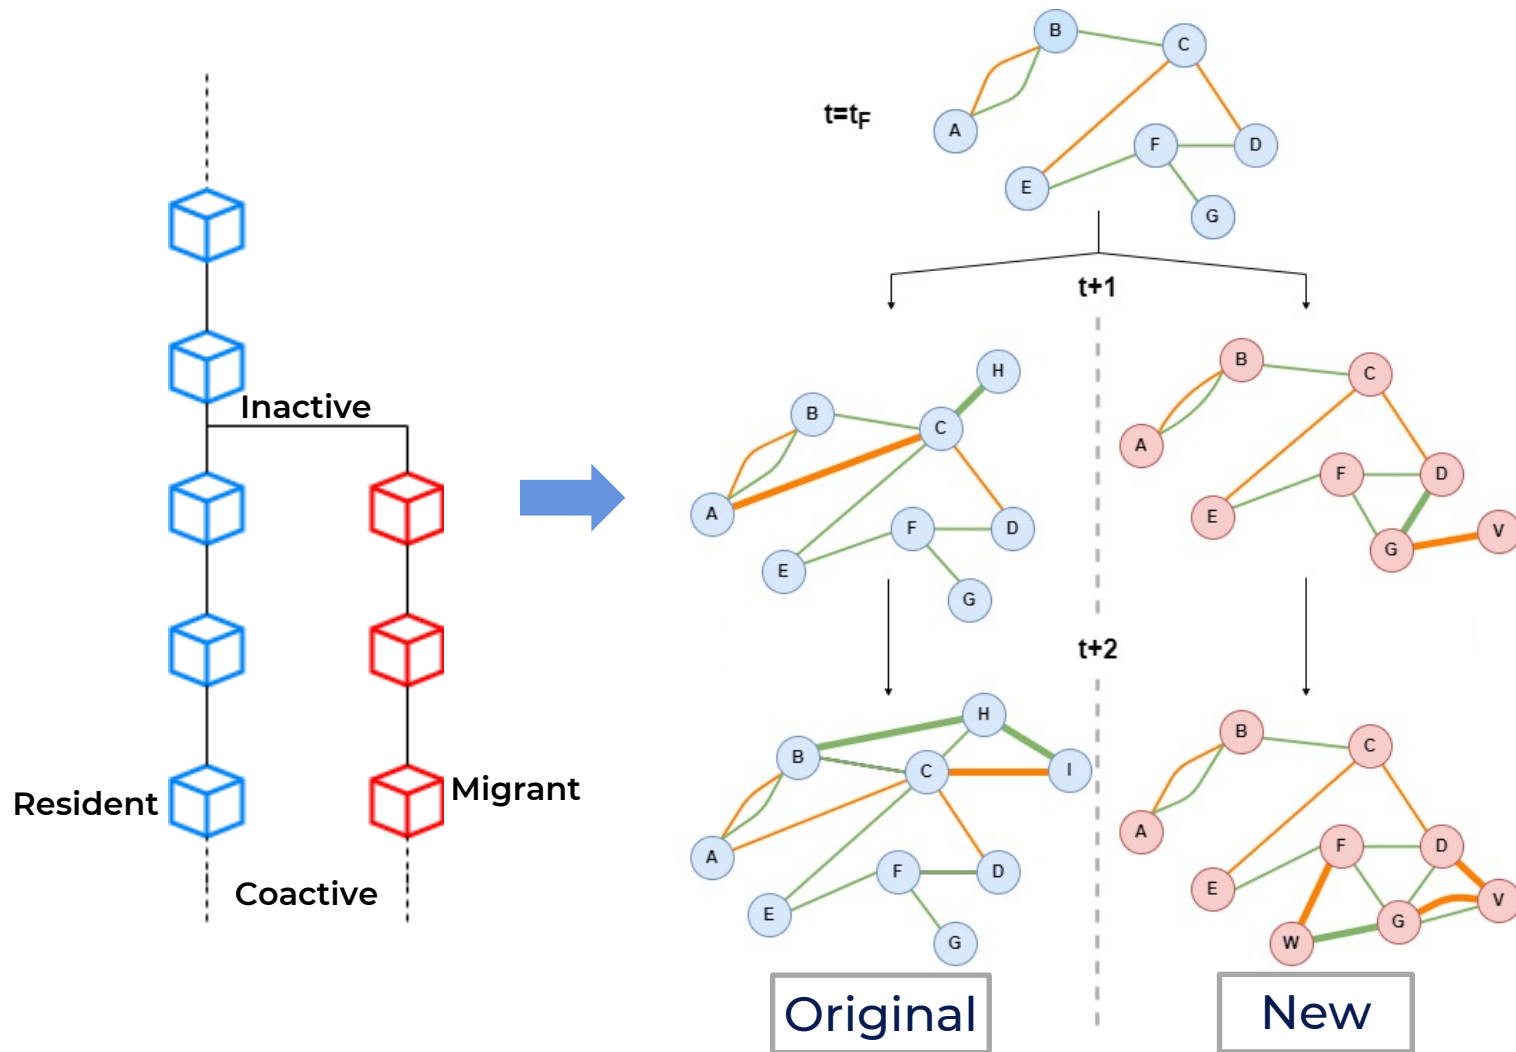 Inactive
Resident
Migrant
Coactive
t=tF
B
C
A
F
D
E
G
t+1
H
B
C
A
F
D
E
G
B
C
A
F
D
E
V
G
t+2
H
B
C
I
A
F
D
E
G
B
C
A
F
D
E
V
G
W
Original
New